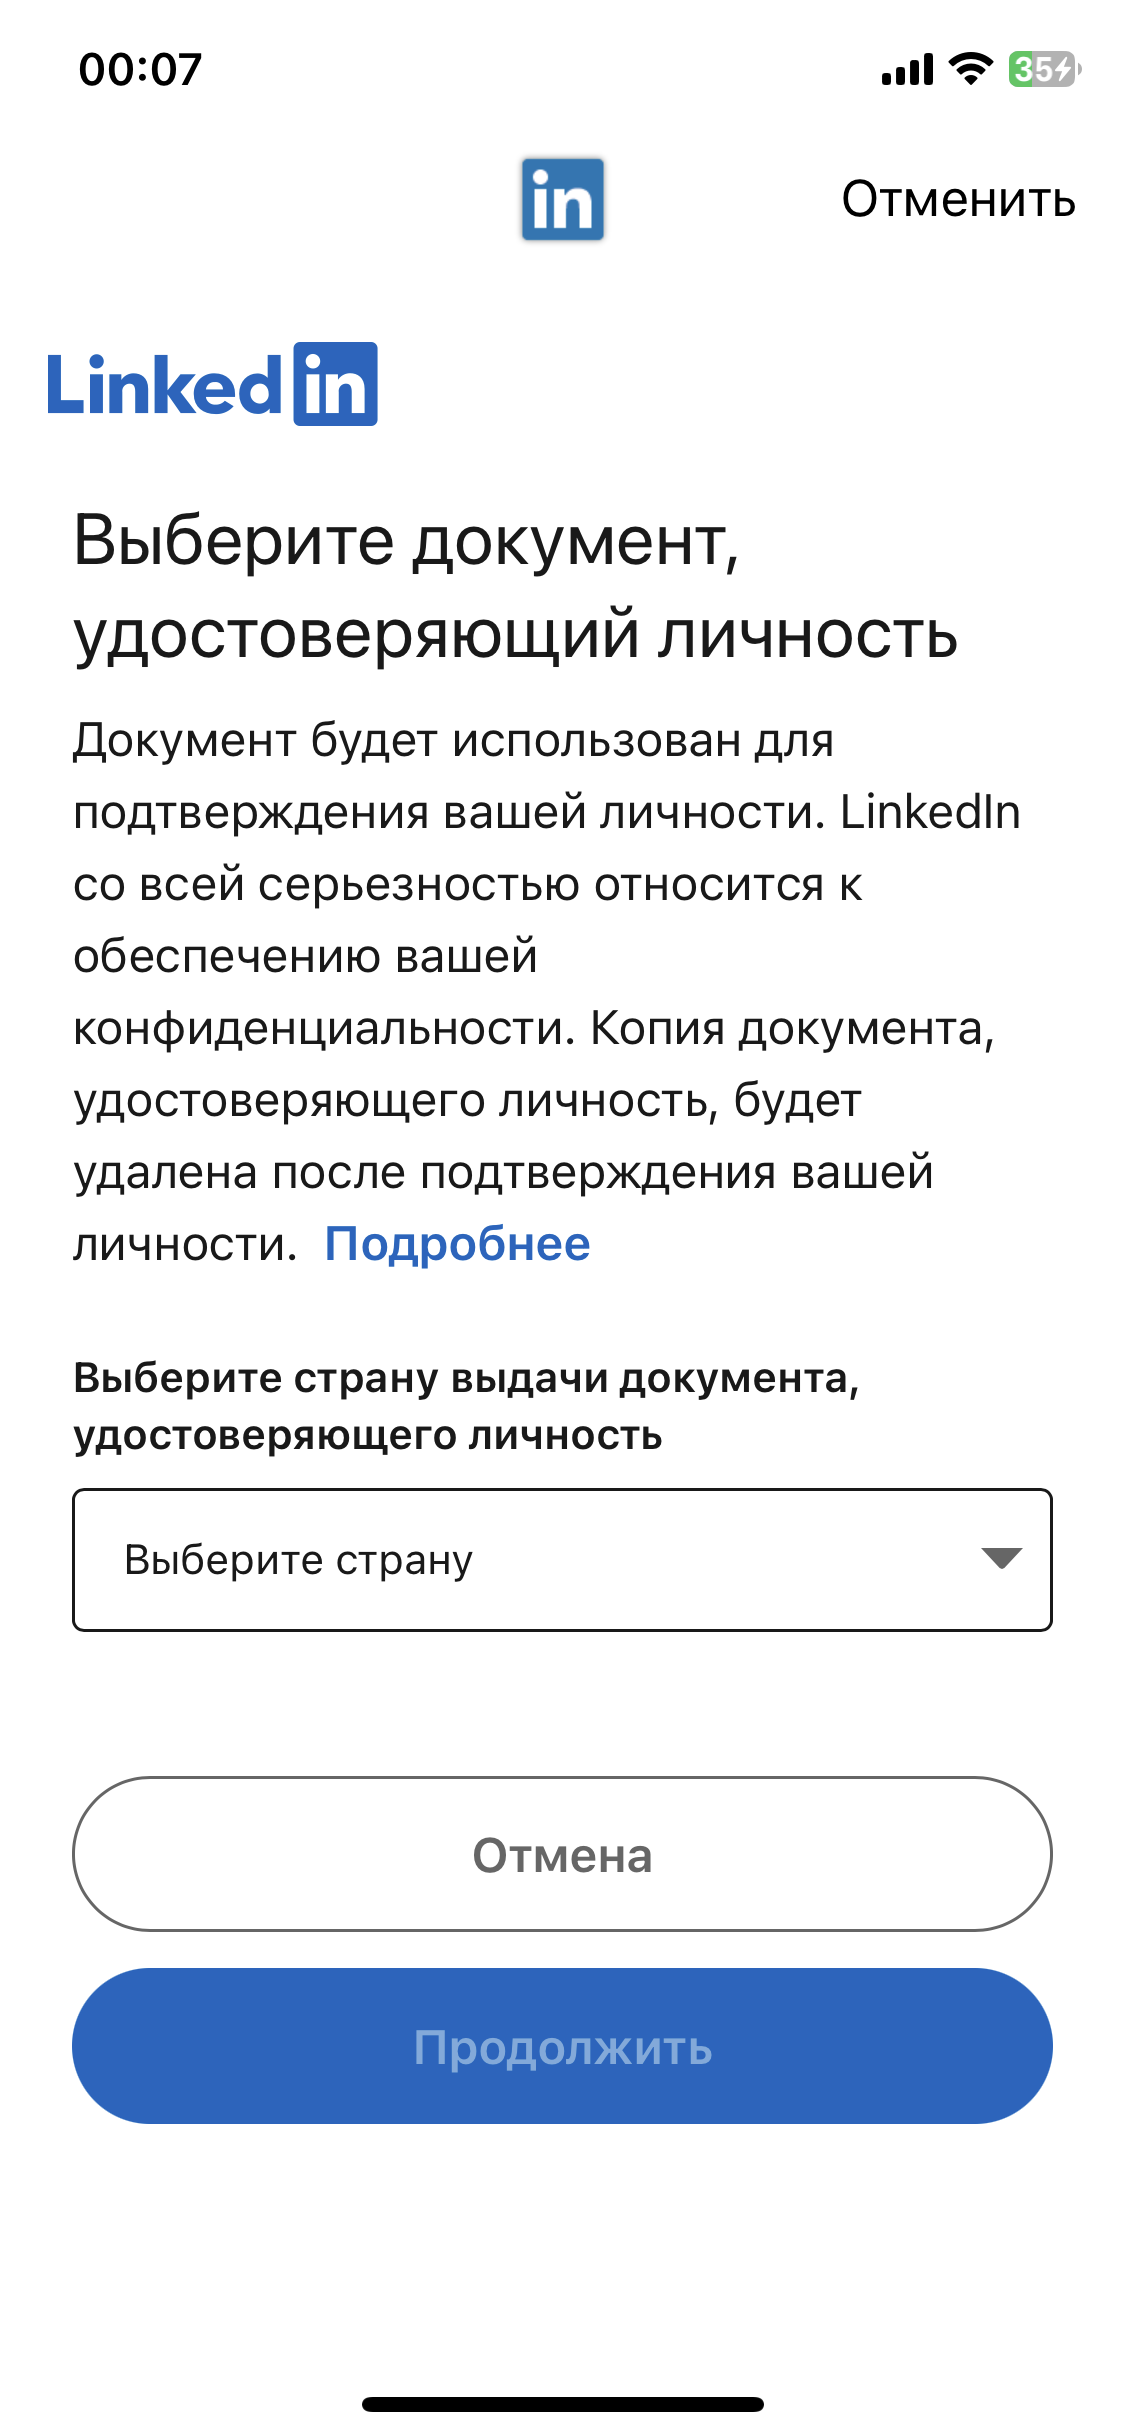 00:07
35
in
Отменить
Linked in
Выберите документ,
удостоверяющий личность
Документ будет использован для
подтверждения вашей личности. LinkedIn
со всей серьезностью относится к
обеспечению вашей
конфиденциальности. Копия документа,
удостоверяющего личность, будет
удалена после подтверждения вашей
личности. Подробнее
Выберите страну выдачи документа,
удостоверяющего личность
Выберите страну
Отмена
Продолжить